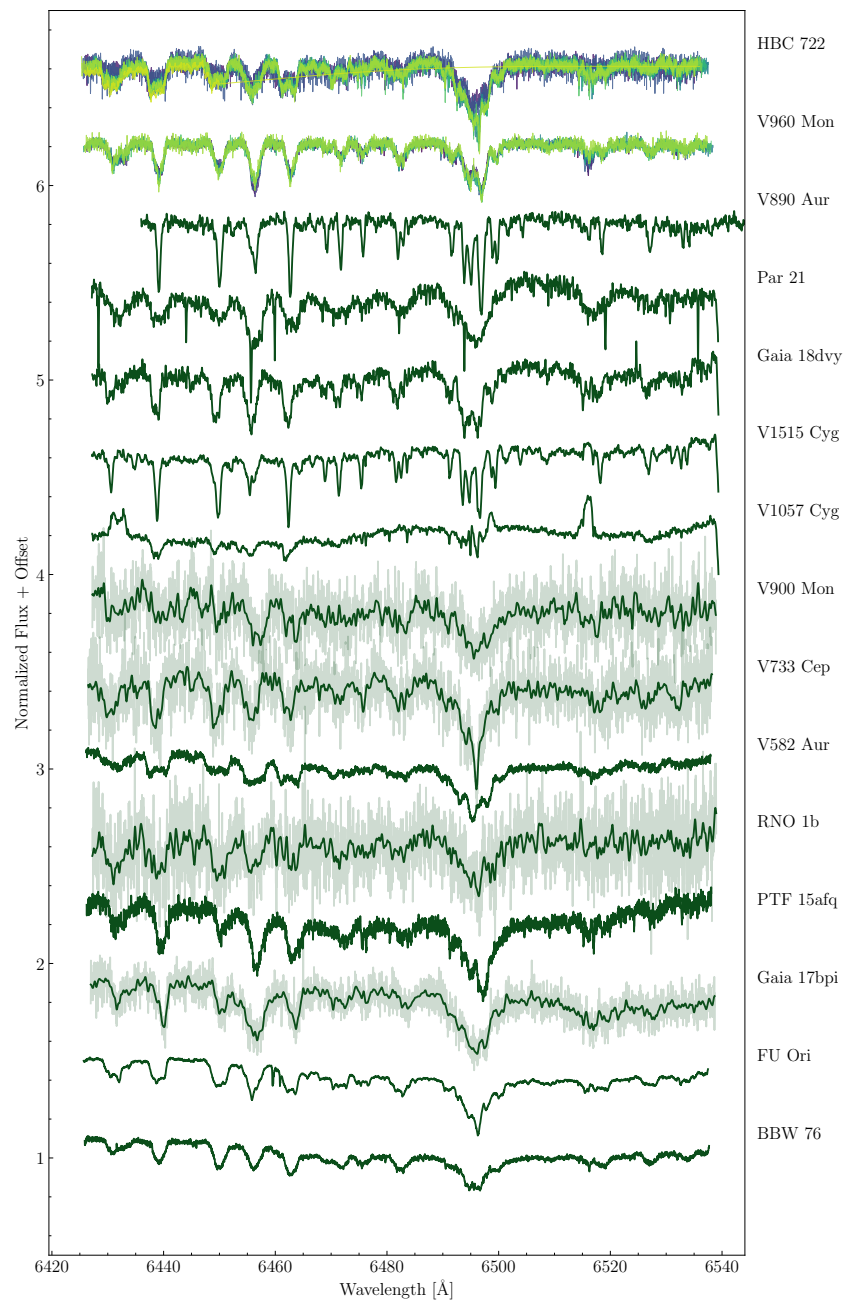 HBC 722
V960 Mon
6
V890 Aur
Par 21
Gaia 18dvy
5
V1515 Cyg
V1057 Cyg
4
V900 Mon
Normalized Flux + Offset
V733 Cep
3
V582 Aur
RNO 1b
PTF 15afq
2
Gaia 17bpi
FU Ori
BBW 76
1
6420 6440 6460 6480 6500 6520 6540
Wavelength [Å]